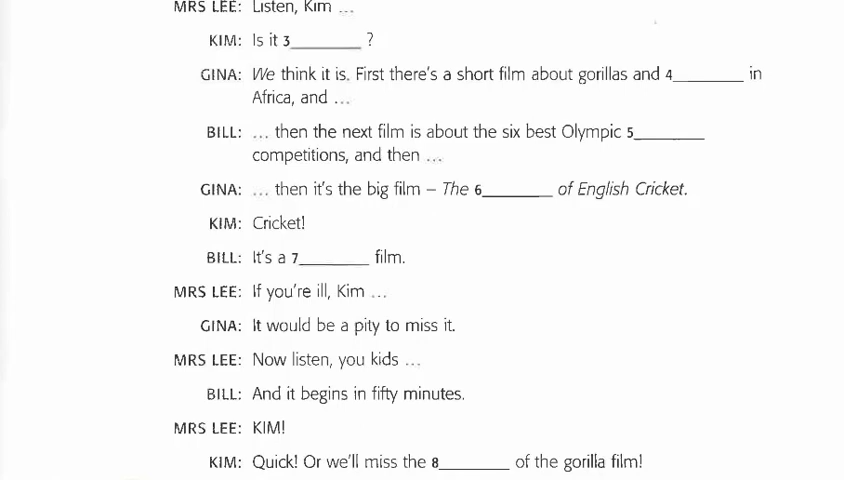 MRS LEE: Listen, Kim ...
KIM: Is it 3________ ?
GINA: We think it is. First there's a short film about gorillas and 4________ in
Africa, and ...
BILL: ... then the next film is about the six best Olympic 5________
competitions, and then ...
GINA: ... then it's the big film – The 6________ of English Cricket.
KIM: Cricket!
BILL: It's a 7________ film.
MRS LEE: If you're ill, Kim ...
GINA: It would be a pity to miss it.
MRS LEE: Now listen, you kids ...
BILL: And it begins in fifty minutes.
MRS LEE: KIM!
KIM: Quick! Or we'll miss the 8________ of the gorilla film!